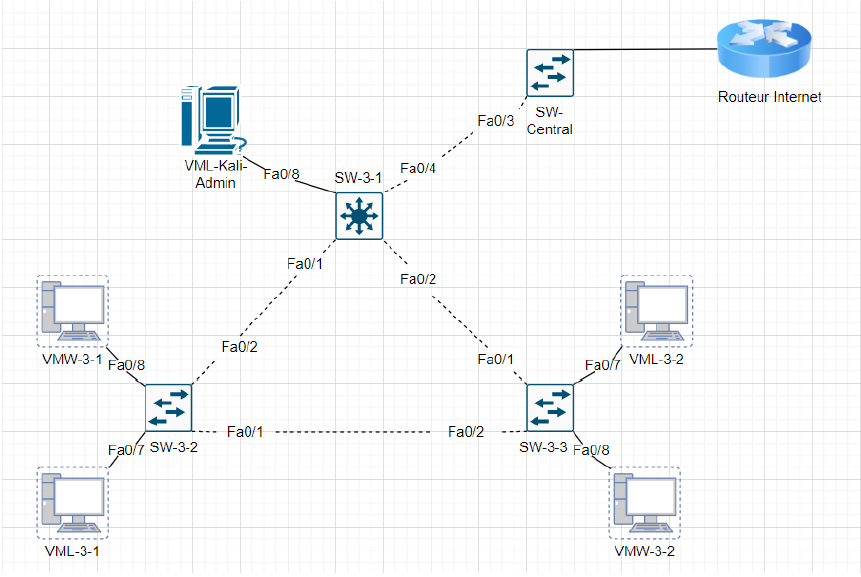 Routeur Internet
SW-
Central
Fa0/3
VML-Kali-
Admin
Fa0/8
SW-3-1
Fa0/4
Fa0/1
Fa0/2
Fa0/2
Fa0/1
VMW-3-1
Fa0/8
VML-3-2
Fa0/7
Fa0/1
Fa0/2
SW-3-2
SW-3-3
Fa0/7
Fa0/8
VML-3-1
VMW-3-2